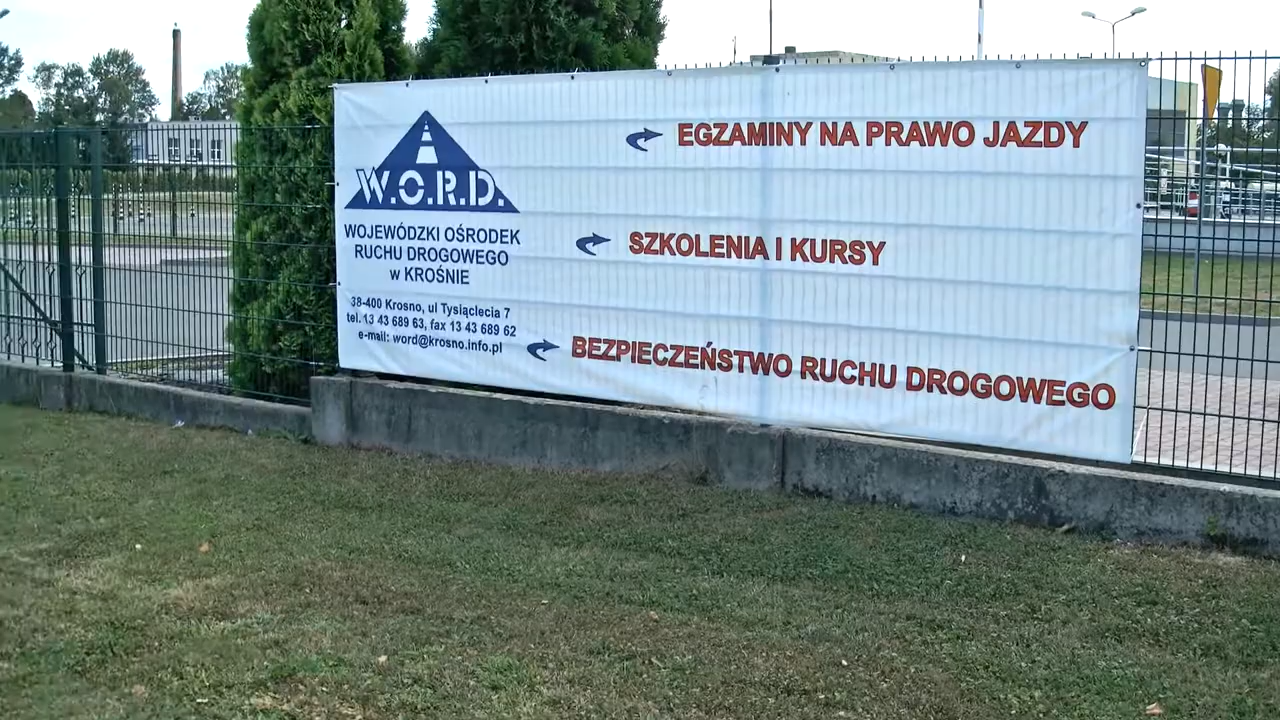 W.O.R.D.
WOJEWÓDZKI OŚRODEK
RUCHU DROGOWEGO
w KROŚNIE
38-400 Krosno, ul Tysiąclecia 7
tel. 13 43 689 63, fax 13 43 689 62
e-mail: word@krosno.info.pl
EGZAMINY NA PRAWO JAZDY
SZKOLENIA I KURSY
BEZPIECZEŃSTWO RUCHU DROGOWEGO